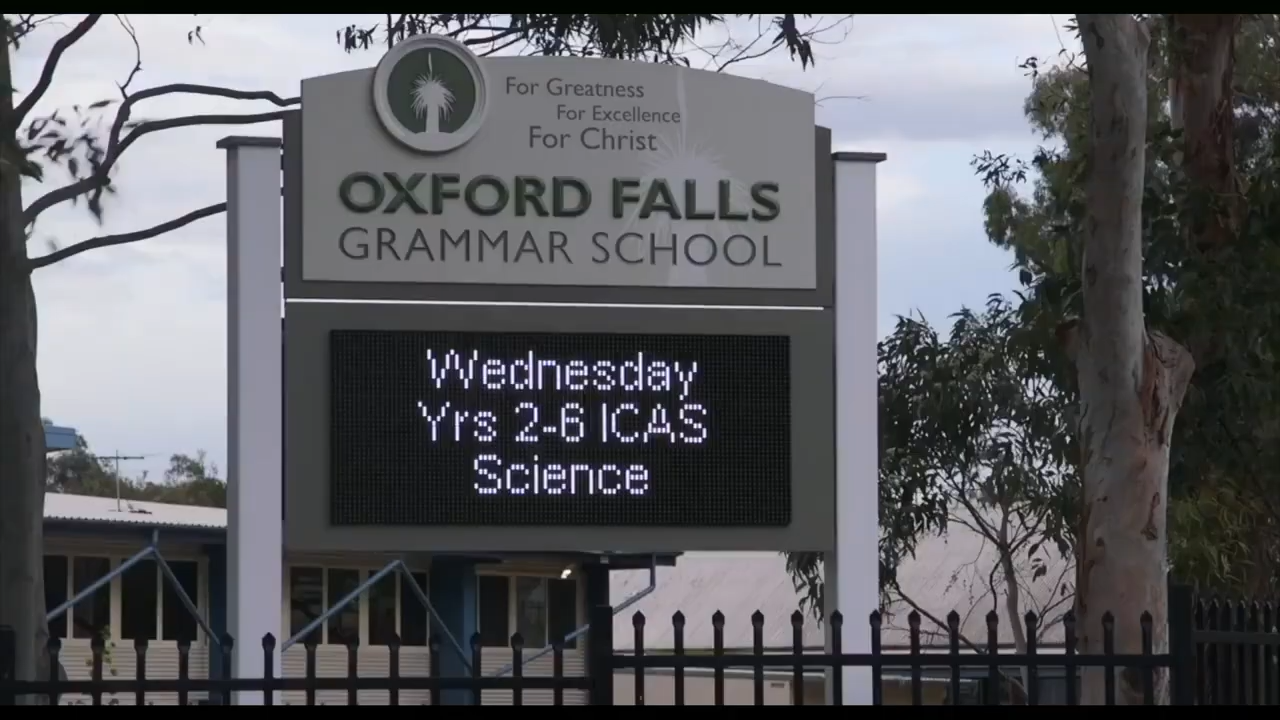 For Greatness
For Excellence
For Christ
OXFORD FALLS
GRAMMAR SCHOOL
Wednesday
Yrs 2-6 ICAS
Science